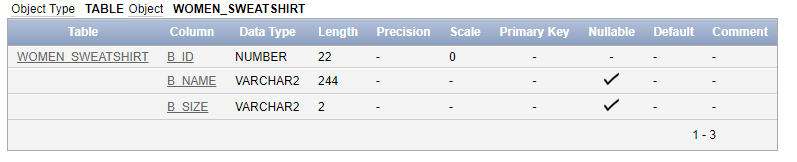 Object Type TABLE Object WOMEN_SWEATSHIRT
Table Column Data Type Length Precision Scale Primary Key Nullable Default Comment
WOMEN_SWEATSHIRT B_ID NUMBER 22 - 0 - - - -
B_NAME VARCHAR2 244 - - - ✓ - -
B_SIZE VARCHAR2 2 - - - ✓ - -
1 - 3